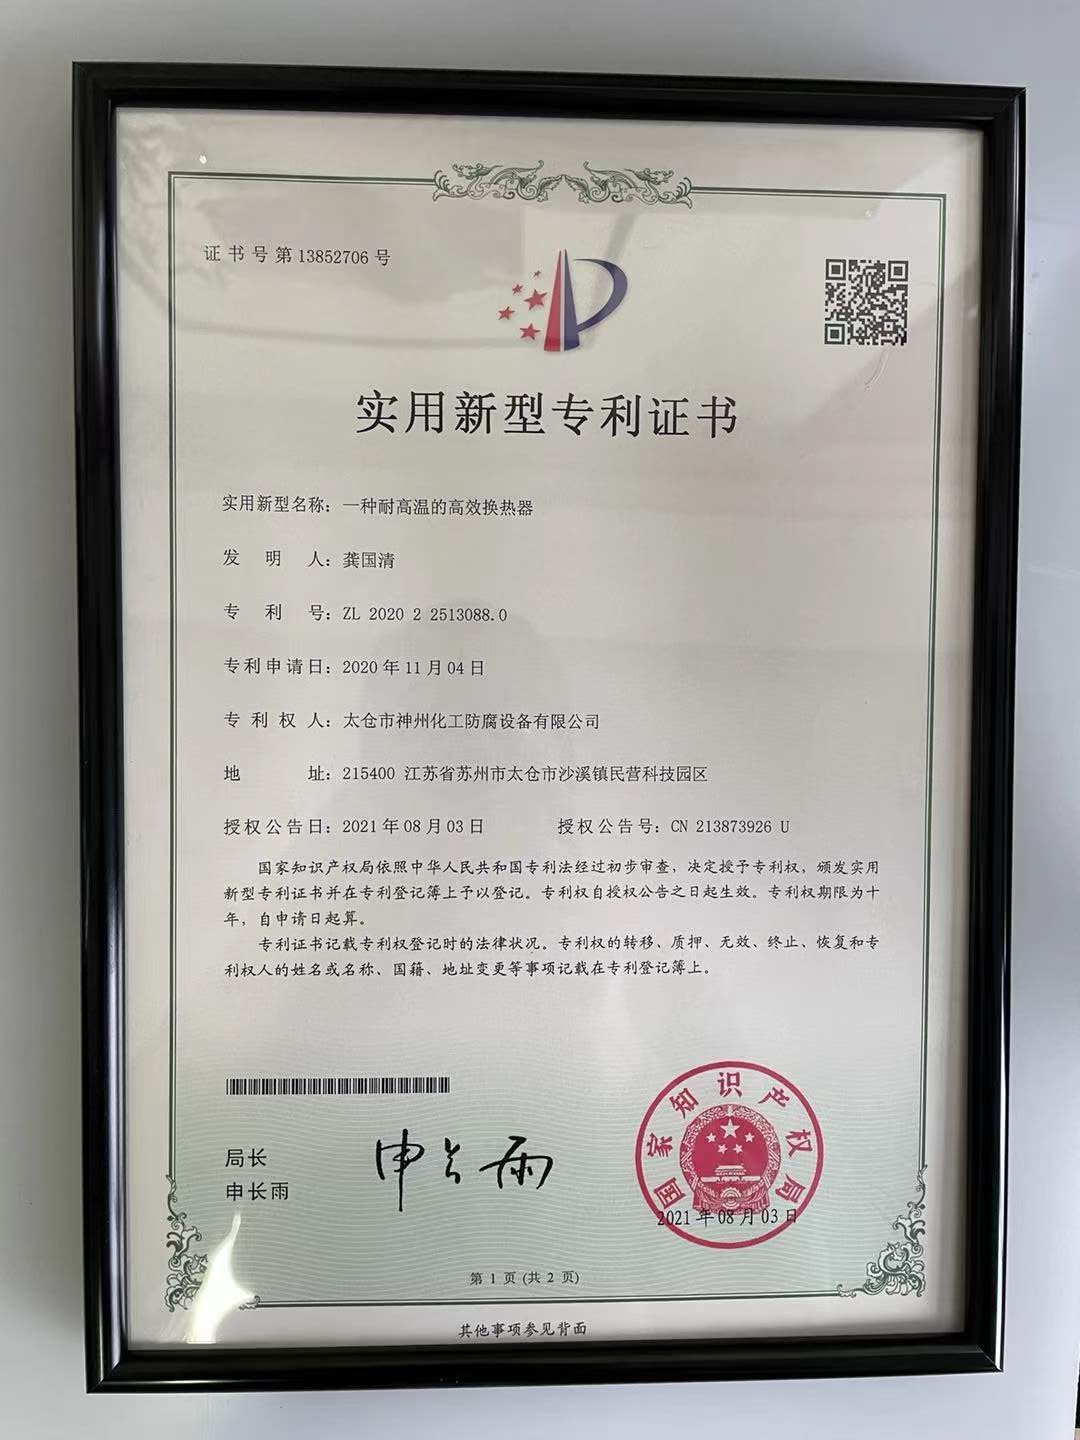 证书号第13852706号
实用新型专利证书
实用新型名称：一种耐高温的高效换热器
发明人：龚国清
专利号：ZL 2020 2 2513088.0
专利申请日：2020年11月04日
专利权人：太仓市神州化工防腐设备有限公司
地址：215400 江苏省苏州市太仓市沙溪镇民营科技园区
授权公告日：2021年08月03日 授权公告号：CN 213873926 U
国家知识产权局依照中华人民共和国专利法经过初步审查，决定授予专利权，颁发实用
新型专利证书并在专利登记簿上予以登记。专利权自授权公告之日起生效。专利权期限为十
年，自申请日起算。
专利证书记载专利权登记时的法律状况。专利权的转移、质押、无效、终止、恢复和专
利权人的姓名或名称、国籍、地址变更等事项记载在专利登记簿上。
局长
申长雨
申长雨
国家知识产权局
2021年08月03日
第 1 页 (共 2 页)
其他事项参见背面